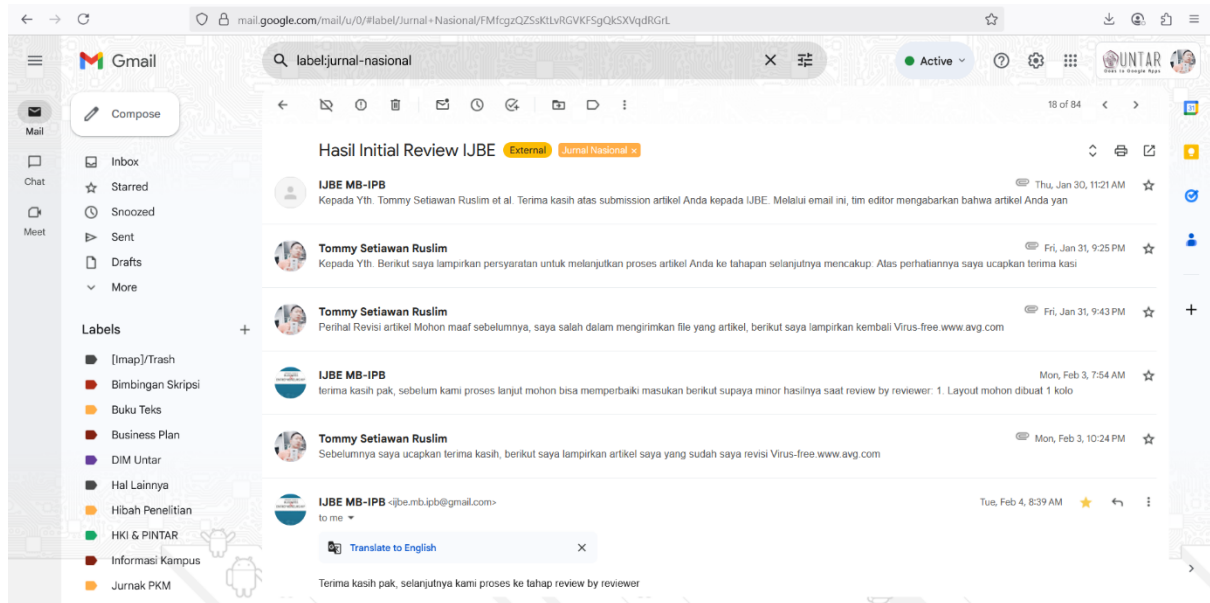 mail.google.com/mail/u/0/#label/Jurnal+Nasional/FMfcgzQZSsKtLvRGVKFSgQkSXVqdRGrL
Gmail
label:jurnal-nasional
Active
UNTAR
Mail
Compose
18 of 84
Chat
Meet
Inbox
Starred
Snoozed
Sent
Drafts
More
Labels
[Imap]/Trash
Bimbingan Skripsi
Buku Teks
Business Plan
DIM Untar
Hal Lainnya
Hibah Penelitian
HKI & PINTAR
Informasi Kampus
Jurnak PKM
Hasil Initial Review IJBE External Jurnal Nasional ×
IJBE MB-IPB Thu, Jan 30, 11:21 AM
Kepada Yth. Tommy Setiawan Ruslim et al. Terima kasih atas submission artikel Anda kepada IJBE. Melalui email ini, tim editor mengabarkan bahwa artikel Anda yan
Tommy Setiawan Ruslim Fri, Jan 31, 9:25 PM
Kepada Yth. Berikut saya lampirkan persyaratan untuk melanjutkan proses artikel Anda ke tahapan selanjutnya mencakup: Atas perhatiannya saya ucapkan terima kasi
Tommy Setiawan Ruslim Fri, Jan 31, 9:43 PM
Perihal Revisi artikel Mohon maaf sebelumnya, saya salah dalam mengirimkan file yang artikel, berikut saya lampirkan kembali Virus-free.www.avg.com
IJBE MB-IPB Mon, Feb 3, 7:54 AM
terima kasih pak, sebelum kami proses lanjut mohon bisa memperbaiki masukan berikut supaya minor hasilnya saat review by reviewer: 1. Layout mohon dibuat 1 kolo
Tommy Setiawan Ruslim Mon, Feb 3, 10:24 PM
Sebelumnya saya ucapkan terima kasih, berikut saya lampirkan artikel saya yang sudah saya revisi Virus-free.www.avg.com
IJBE MB-IPB <ijbe.mb.ipb@gmail.com> Tue, Feb 4, 8:39 AM
to me
Translate to English
Terima kasih pak, selanjutnya kami proses ke tahap review by reviewer